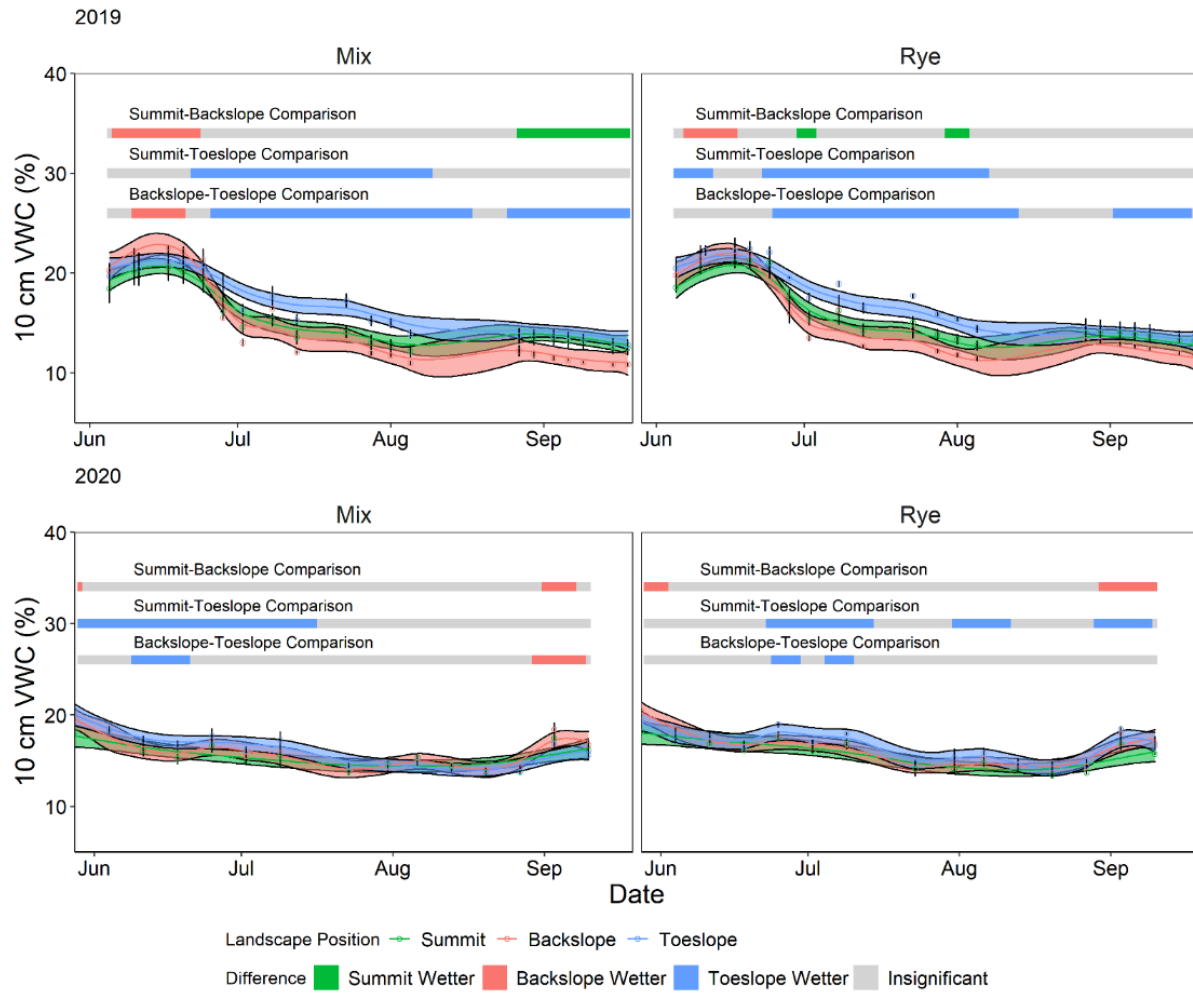 2019
Mix
Rye
10 cm VWC (%)
40
30
20
10
Summit-Backslope Comparison
Summit-Toeslope Comparison
Backslope-Toeslope Comparison
Summit-Backslope Comparison
Summit-Toeslope Comparison
Backslope-Toeslope Comparison
Jun Jul Aug Sep
Jun Jul Aug Sep
2020
Mix
Rye
10 cm VWC (%)
40
30
20
10
Summit-Backslope Comparison
Summit-Toeslope Comparison
Backslope-Toeslope Comparison
Summit-Backslope Comparison
Summit-Toeslope Comparison
Backslope-Toeslope Comparison
Jun Jul Aug Sep
Jun Jul Aug Sep
Date
Landscape Position Summit Backslope Toeslope
Difference Summit Wetter Backslope Wetter Toeslope Wetter Insignificant